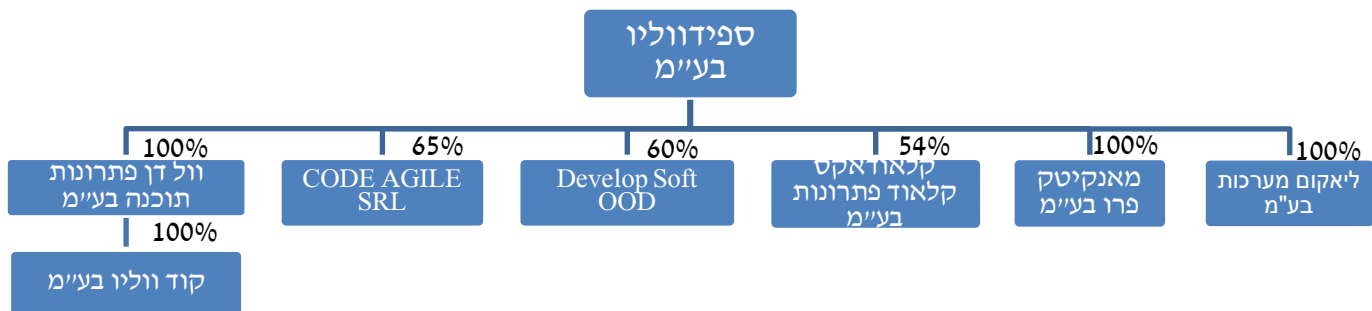 ספידווליו
בע״מ
100%
65%
60%
54%
100%
100%
וול דן פתרונות
תוכנה בע״מ
CODE AGILE
SRL
Develop Soft
OOD
קלאודאקס
קלאוד פתרונות
בע״מ
מאנקיטק
פרו בע״מ
ליאקום מערכות
בע"מ
100%
קוד ווליו בע״מ